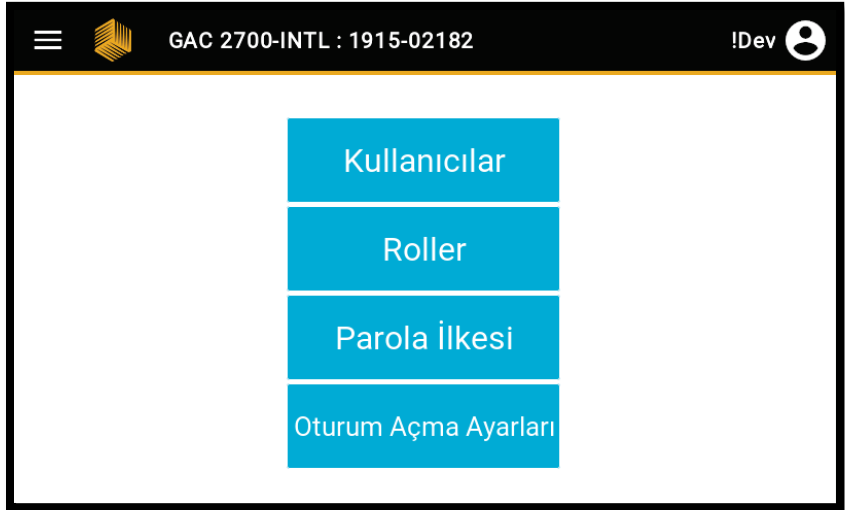 GAC 2700-INTL : 1915-02182
!Dev
Kullanıcılar
Roller
Parola İlkesi
Oturum Açma Ayarları